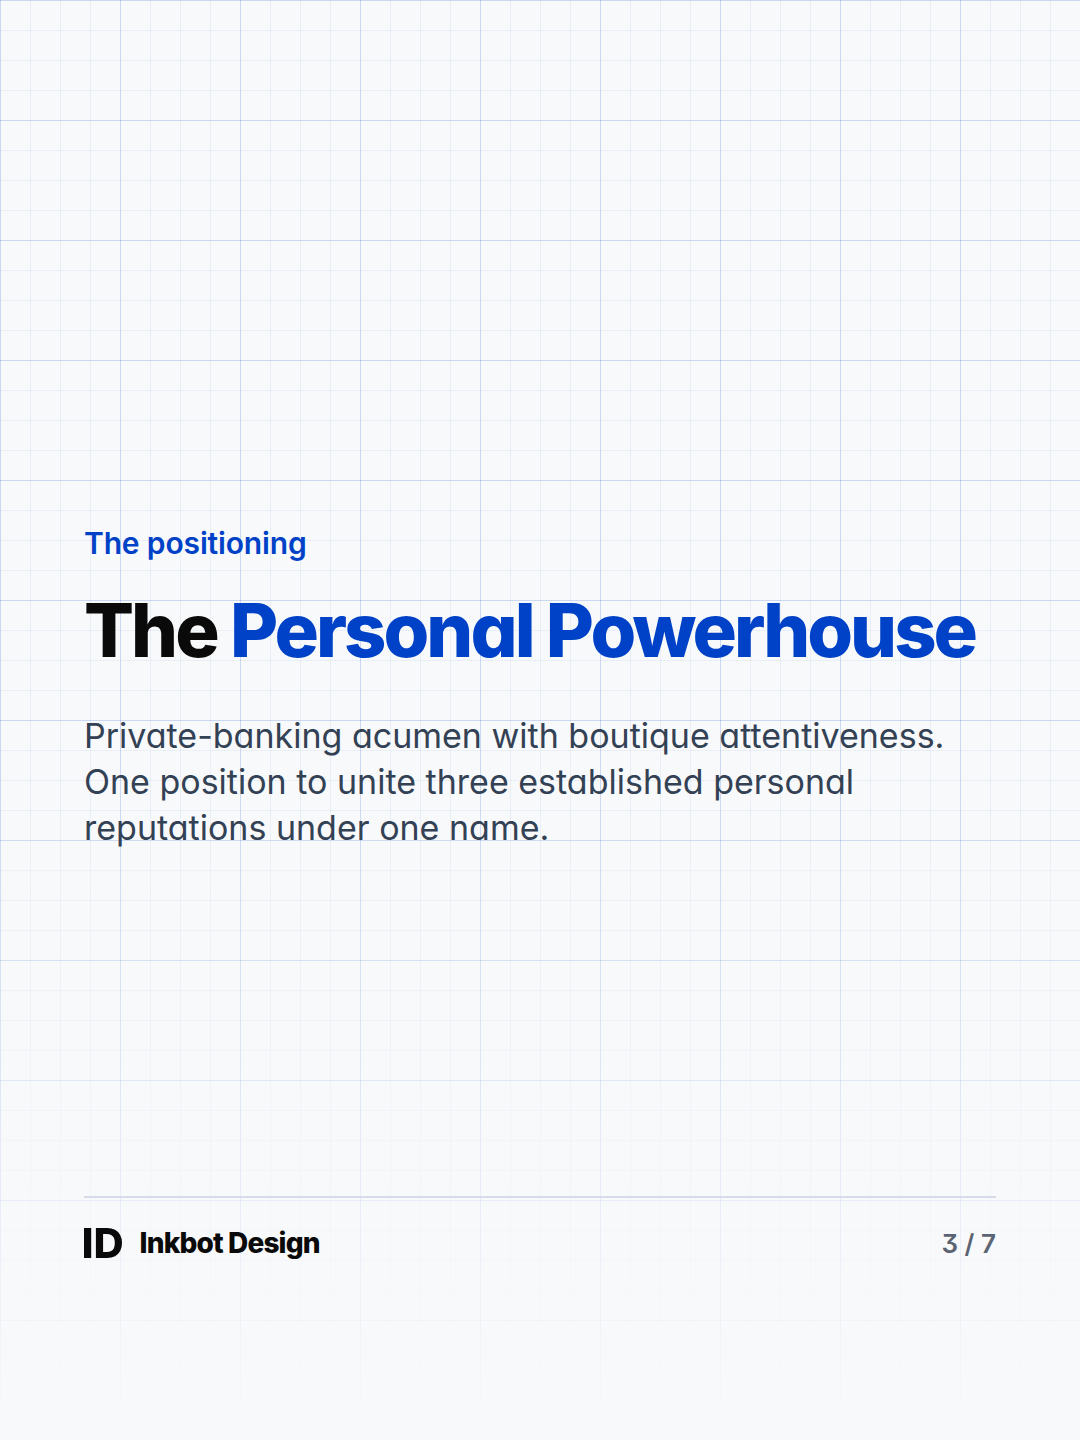 The positioning
The Personal Powerhouse
Private-banking acumen with boutique attentiveness.
One position to unite three established personal
reputations under one name.
ID Inkbot Design
3 / 7